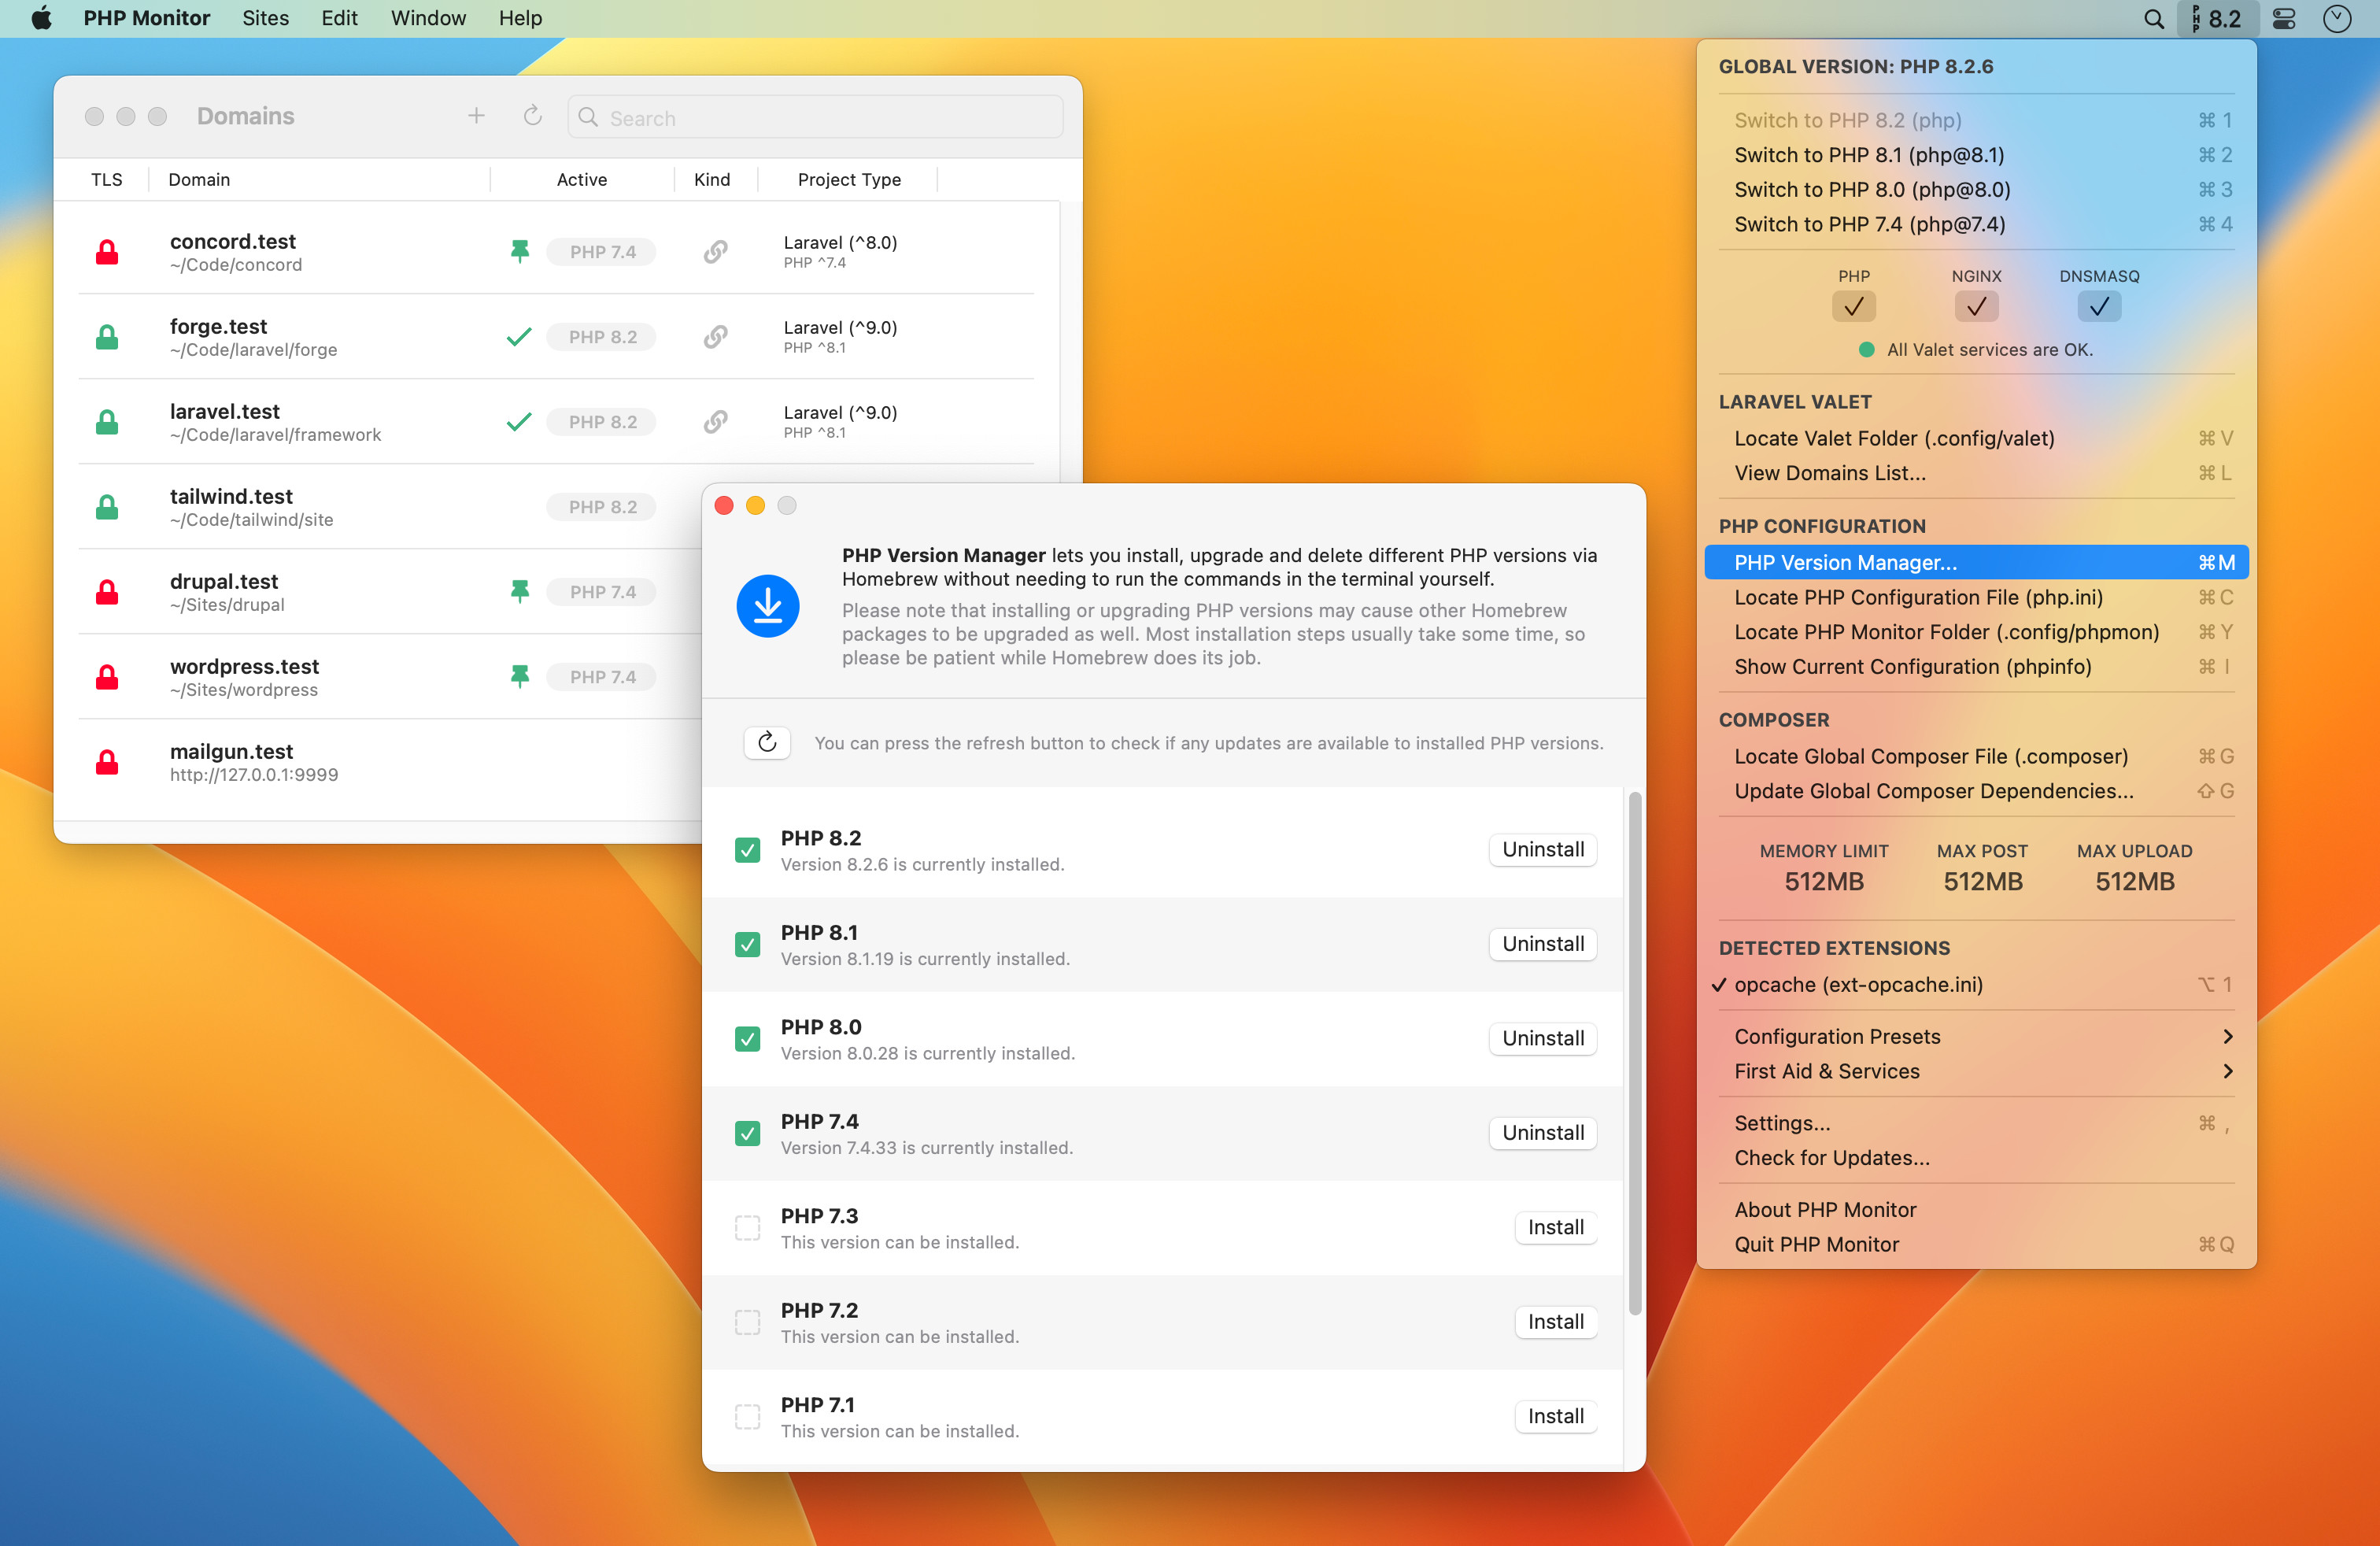 PHP Monitor Sites Edit Window Help
PHP 8.2
Domains
Search
TLS Domain Active Kind Project Type
concord.test
~/Code/concord
PHP 7.4
Laravel (^8.0)
PHP ^7.4
forge.test
~/Code/laravel/forge
PHP 8.2
Laravel (^9.0)
PHP ^8.1
laravel.test
~/Code/laravel/framework
PHP 8.2
Laravel (^9.0)
PHP ^8.1
tailwind.test
~/Code/tailwind/site
PHP 8.2
drupal.test
~/Sites/drupal
PHP 7.4
wordpress.test
~/Sites/wordpress
PHP 7.4
mailgun.test
http://127.0.0.1:9999
PHP Version Manager lets you install, upgrade and delete different PHP versions via
Homebrew without needing to run the commands in the terminal yourself.
Please note that installing or upgrading PHP versions may cause other Homebrew
packages to be upgraded as well. Most installation steps usually take some time, so
please be patient while Homebrew does its job.
You can press the refresh button to check if any updates are available to installed PHP versions.
PHP 8.2
Version 8.2.6 is currently installed.
Uninstall
PHP 8.1
Version 8.1.19 is currently installed.
Uninstall
PHP 8.0
Version 8.0.28 is currently installed.
Uninstall
PHP 7.4
Version 7.4.33 is currently installed.
Uninstall
PHP 7.3
This version can be installed.
Install
PHP 7.2
This version can be installed.
Install
PHP 7.1
This version can be installed.
Install
GLOBAL VERSION: PHP 8.2.6
Switch to PHP 8.2 (php) ⌘ 1
Switch to PHP 8.1 (php@8.1) ⌘ 2
Switch to PHP 8.0 (php@8.0) ⌘ 3
Switch to PHP 7.4 (php@7.4) ⌘ 4
PHP NGINX DNSMASQ
All Valet services are OK.
LARAVEL VALET
Locate Valet Folder (.config/valet) ⌘ V
View Domains List... ⌘ L
PHP CONFIGURATION
PHP Version Manager... ⌘ M
Locate PHP Configuration File (php.ini) ⌘ C
Locate PHP Monitor Folder (.config/phpmon) ⌘ Y
Show Current Configuration (phpinfo) ⌘ I
COMPOSER
Locate Global Composer File (.composer) ⌘ G
Update Global Composer Dependencies... ⇧ G
MEMORY LIMIT MAX POST MAX UPLOAD
512MB 512MB 512MB
DETECTED EXTENSIONS
✓ opcache (ext-opcache.ini) ⌥ 1
Configuration Presets
First Aid & Services
Settings... ⌘ ,
Check for Updates...
About PHP Monitor
Quit PHP Monitor ⌘ Q